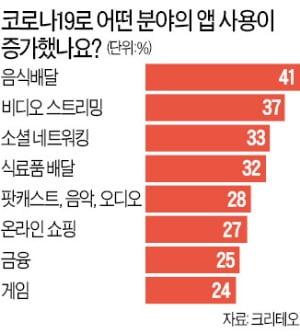 코로나19로 어떤 분야의 앱 사용이
증가했나요? (단위:%)
음식배달 41
비디오 스트리밍 37
소셜 네트워킹 33
식료품 배달 32
팟캐스트, 음악, 오디오 28
온라인 쇼핑 27
금융 25
게임 24
자료: 크리테오